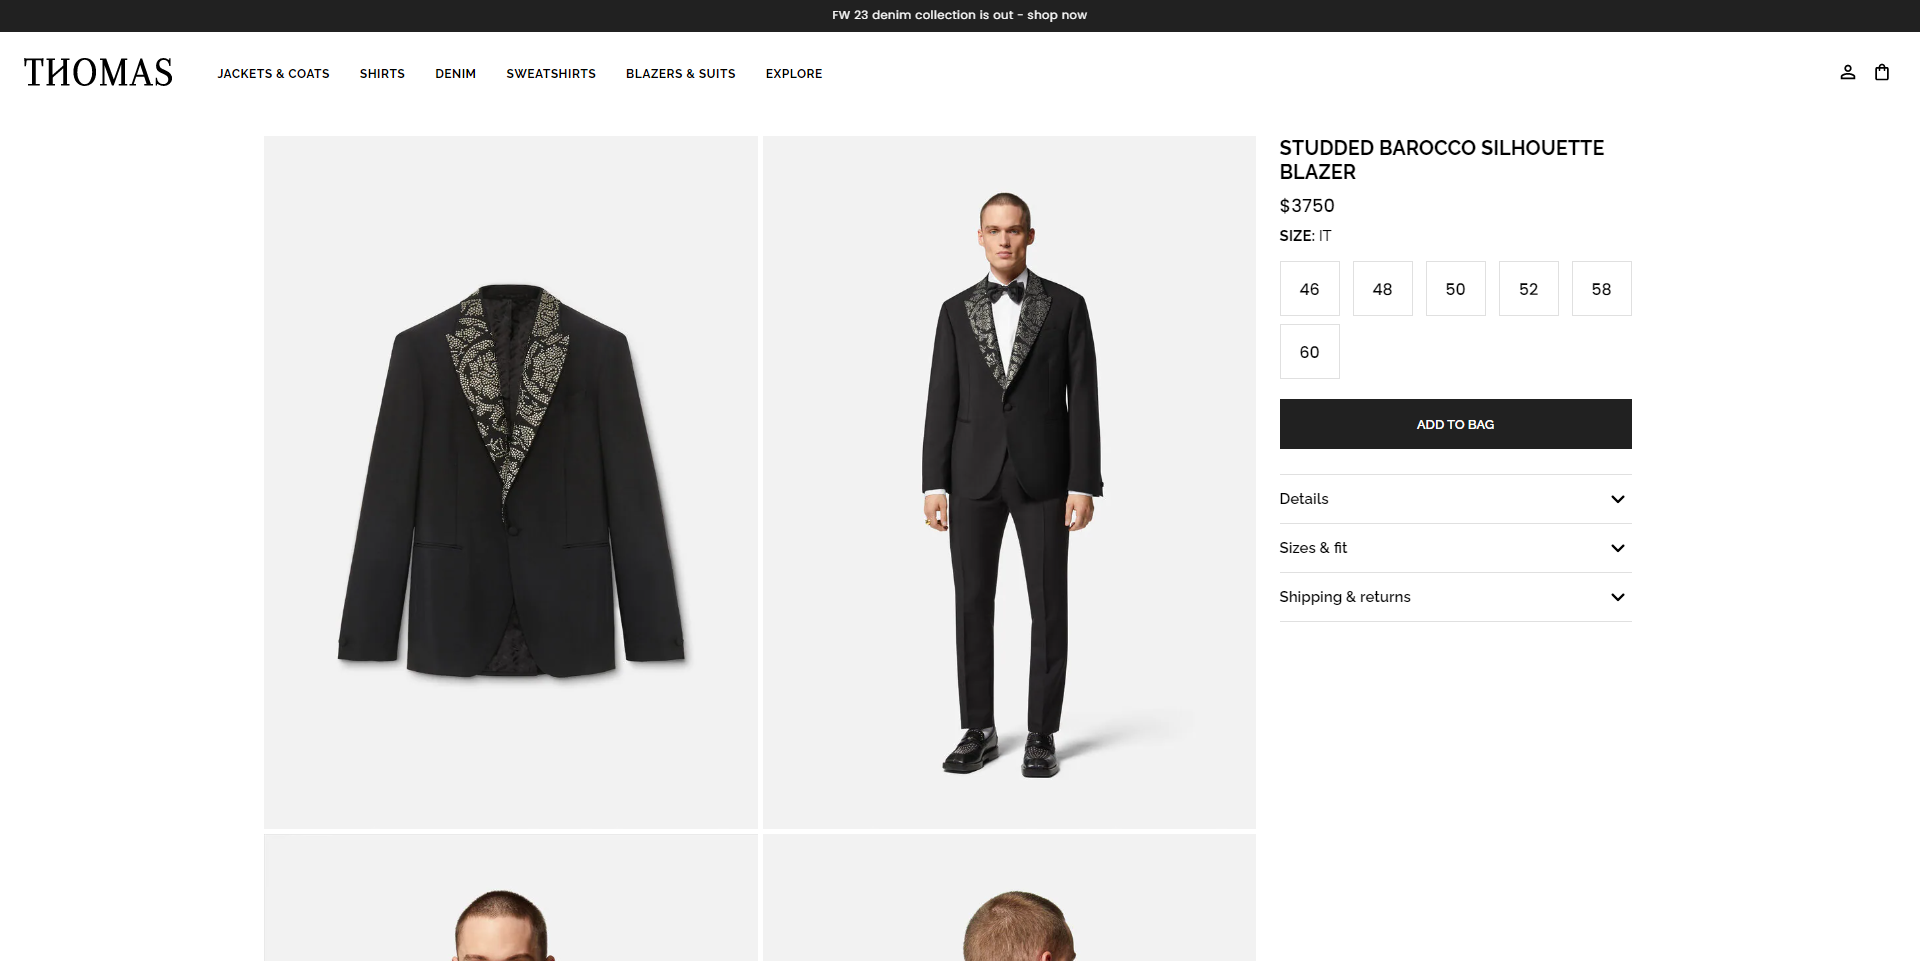 FW 23 denim collection is out - shop now
THOMAS
JACKETS & COATS
SHIRTS
DENIM
SWEATSHIRTS
BLAZERS & SUITS
EXPLORE
STUDDED BAROCCO SILHOUETTE
BLAZER
$3750
SIZE: IT
46
48
50
52
58
60
ADD TO BAG
Details
Sizes & fit
Shipping & returns